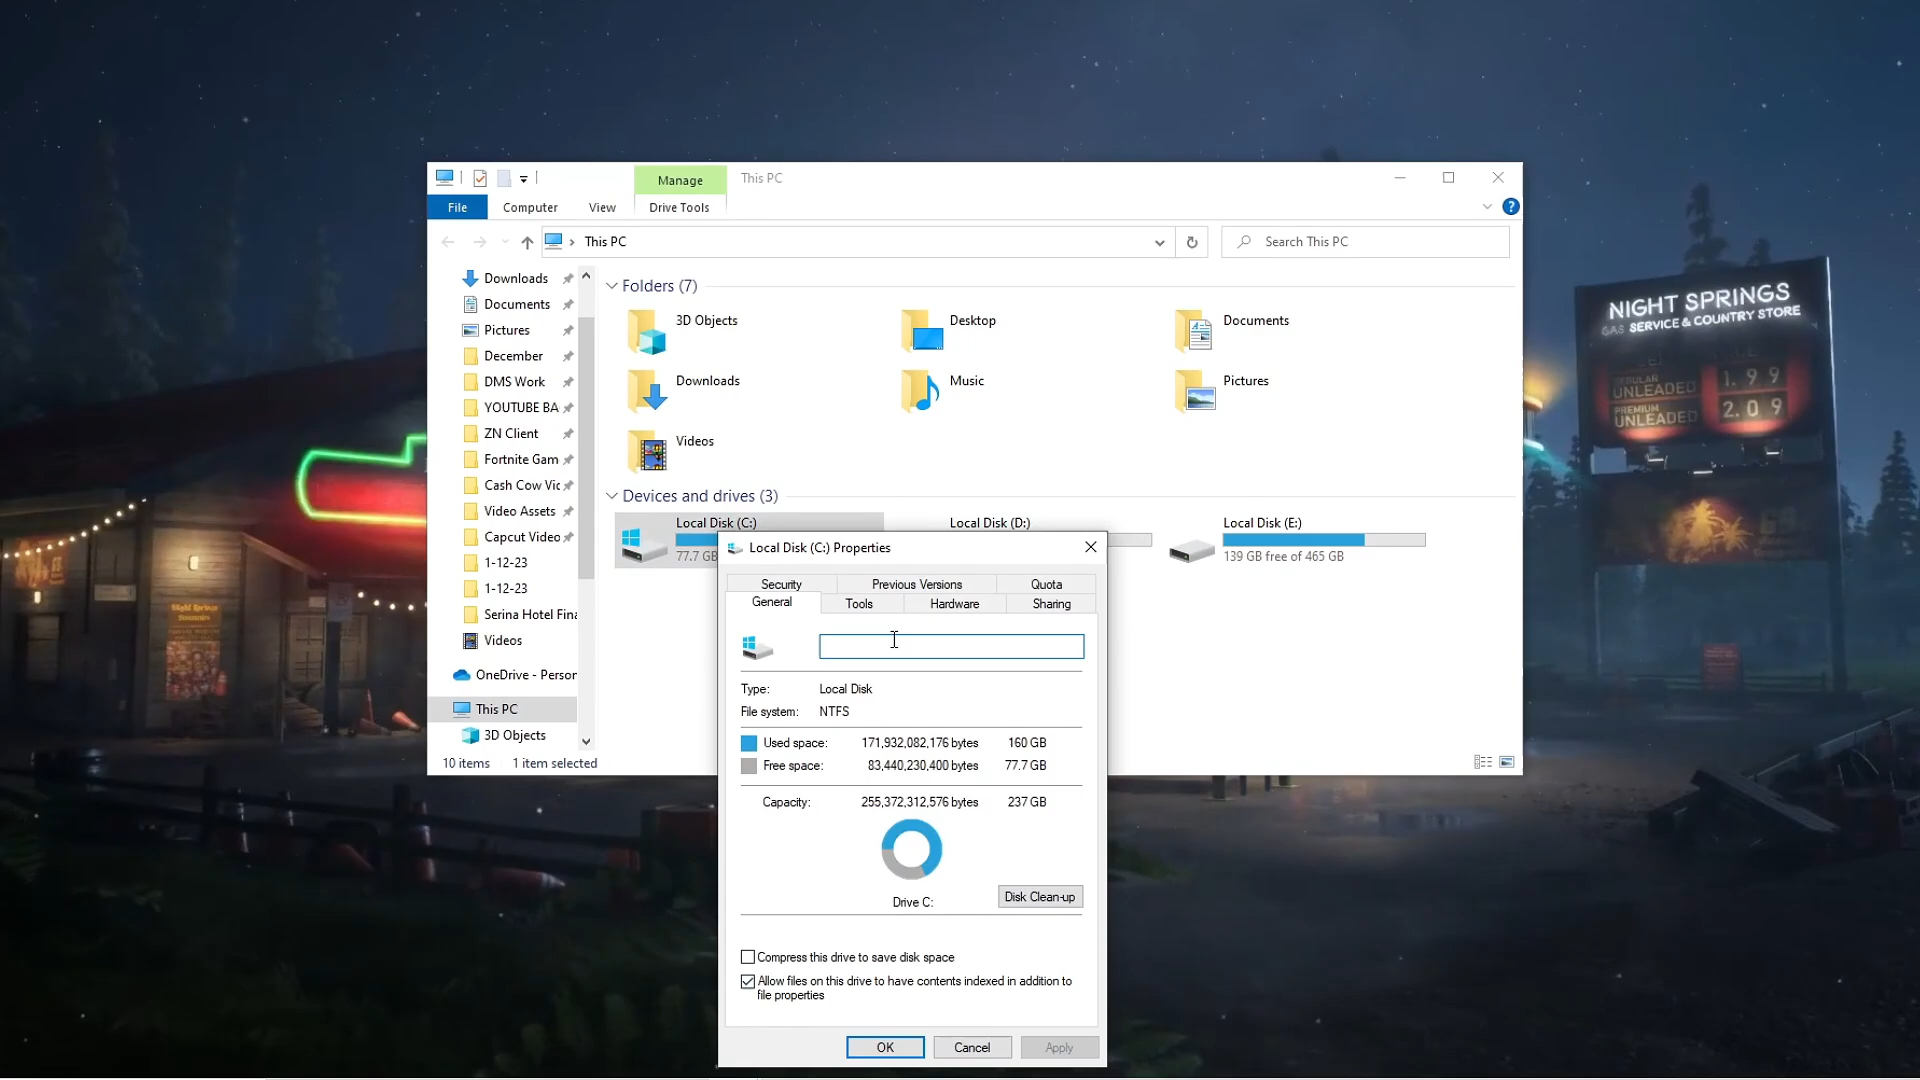 Manage
This PC
File
Computer
View
Drive Tools
This PC
Search This PC
Downloads
Documents
Pictures
December
DMS Work
YOUTUBE BA
ZN Client
Fortnite Gam
Cash Cow Vic
Video Assets
Capcut Video
1-12-23
1-12-23
Serina Hotel Fina
Videos
OneDrive - Person
This PC
3D Objects
Folders (7)
3D Objects
Desktop
Documents
Downloads
Music
Pictures
Videos
Devices and drives (3)
Local Disk (C:)
77.7 GB
Local Disk (D:)
Local Disk (E:)
139 GB free of 465 GB
10 items
1 item selected
Local Disk (C:) Properties
Security
Previous Versions
Quota
General
Tools
Hardware
Sharing
Type: Local Disk
File system: NTFS
Used space: 171,932,082,176 bytes 160 GB
Free space: 83,440,230,400 bytes 77.7 GB
Capacity: 255,372,312,576 bytes 237 GB
Drive C:
Disk Clean-up
Compress this drive to save disk space
Allow files on this drive to have contents indexed in addition to
file properties
OK
Cancel
Apply
NIGHT SPRINGS
GAS SERVICE & COUNTRY STORE
REGULAR
UNLEADED 1.99
PREMIUM
UNLEADED 2.09